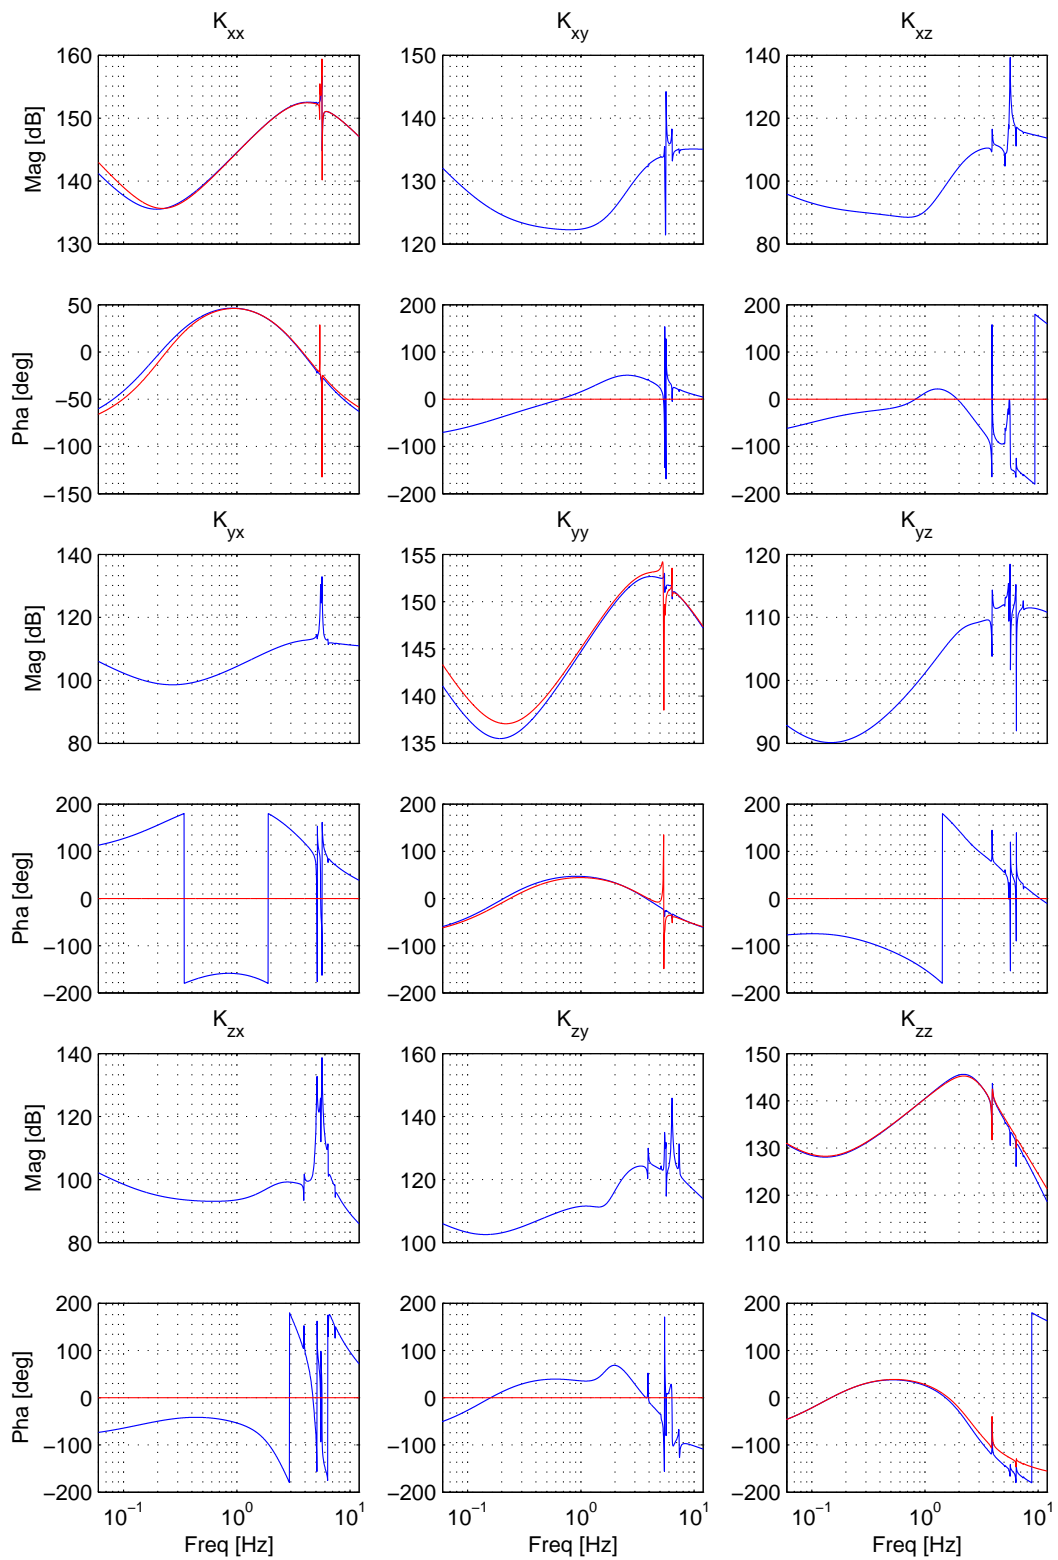 K_xx K_xy K_xz
160 150 140
150 140 120
140 130 100
130 120 80
Mag [dB]
50 200 200
0 100 100
−50 0 0
−100 −100 −100
−150 −200 −200
Pha [deg]
K_yx K_yy K_yz
140 155 120
120 150 110
100 145 100
80 140 90
135
Mag [dB]
200 200 200
100 100 100
0 0 0
−100 −100 −100
−200 −200 −200
Pha [deg]
K_zx K_zy K_zz
140 160 150
120 140 140
100 120 130
80 100 120
110
Mag [dB]
200 200 200
100 100 100
0 0 0
−100 −100 −100
−200 −200 −200
Pha [deg]
10^−1 10^0 10^1 10^−1 10^0 10^1 10^−1 10^0 10^1
Freq [Hz] Freq [Hz] Freq [Hz]